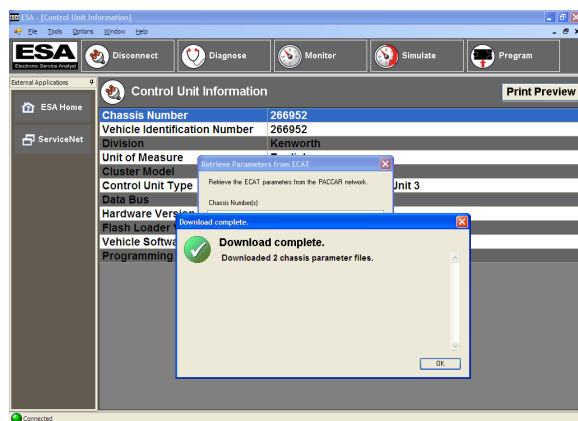 ESA - [Control Unit Information]
File Tools Options Window Help
ESA
Electronic Service Analyst
Disconnect
Diagnose
Monitor
Simulate
Program
External Applications
ESA Home
ServiceNet
Control Unit Information
Print Preview
Chassis Number 266952
Vehicle Identification Number 266952
Division Kenworth
Unit of Measure
Cluster Model
Control Unit Type Unit 3
Data Bus
Hardware Version
Flash Loader
Vehicle Softwa
Programming
Retrieve Parameters from ECAT
Retrieve the ECAT parameters from the PACCAR network.
Chassis Number(s)
Download complete.
Download complete.
Downloaded 2 chassis parameter files.
OK
Connected